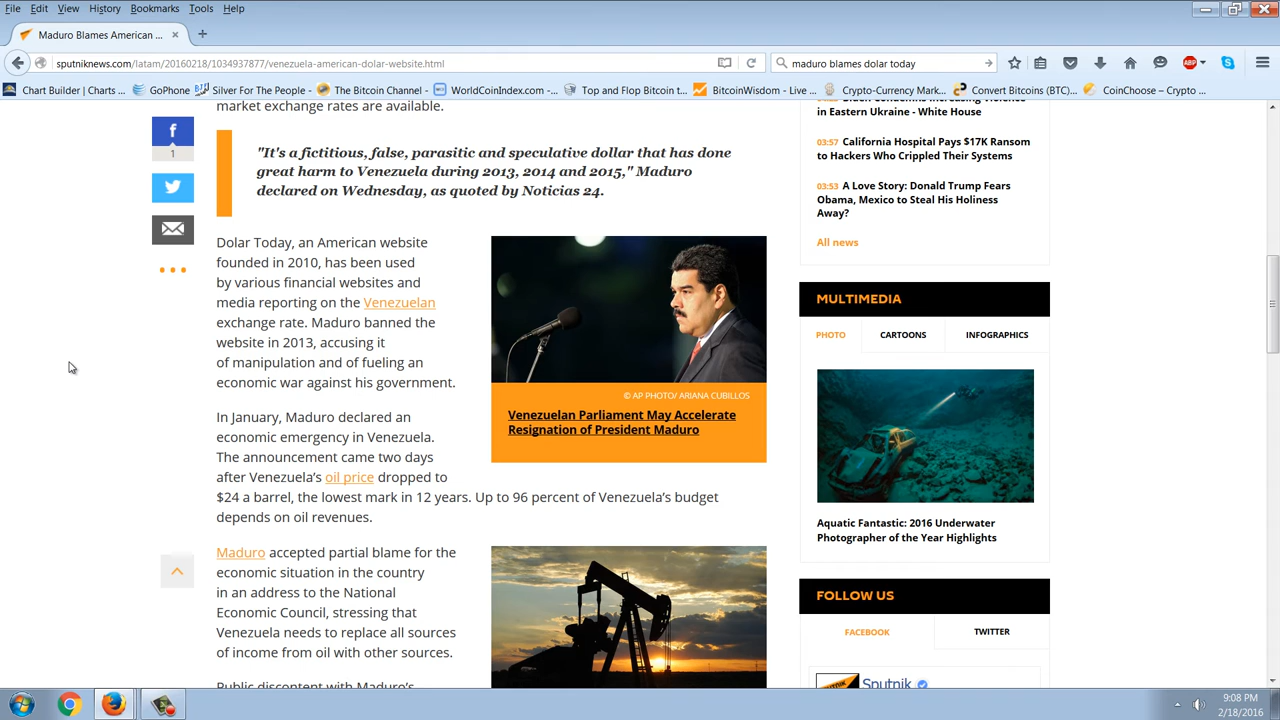 File Edit View History Bookmarks Tools Help
Maduro Blames American ...
sputniknews.com/latam/20160218/1034937877/venezuela-american-dolar-website.html
maduro blames dolar today
Chart Builder | Charts ... GoPhone Silver For The People - The Bitcoin Channel - WorldCoinIndex.com -... Top and Flop Bitcoin t... BitcoinWisdom - Live ... Crypto-Currency Mark... Convert Bitcoins (BTC)... CoinChoose – Crypto ...
market exchange rates are available.
1
"It's a fictitious, false, parasitic and speculative dollar that has done
great harm to Venezuela during 2013, 2014 and 2015," Maduro
declared on Wednesday, as quoted by Noticias 24.
Dolar Today, an American website
founded in 2010, has been used
by various financial websites and
media reporting on the Venezuelan
exchange rate. Maduro banned the
website in 2013, accusing it
of manipulation and of fueling an
economic war against his government.
© AP PHOTO/ ARIANA CUBILLOS
Venezuelan Parliament May Accelerate
Resignation of President Maduro
In January, Maduro declared an
economic emergency in Venezuela.
The announcement came two days
after Venezuela's oil price dropped to
$24 a barrel, the lowest mark in 12 years. Up to 96 percent of Venezuela's budget
depends on oil revenues.
Maduro accepted partial blame for the
economic situation in the country
in an address to the National
Economic Council, stressing that
Venezuela needs to replace all sources
of income from oil with other sources.
Public discontent with Maduro's
in Eastern Ukraine - White House
03:57 California Hospital Pays $17K Ransom
to Hackers Who Crippled Their Systems
03:53 A Love Story: Donald Trump Fears
Obama, Mexico to Steal His Holiness
Away?
All news
MULTIMEDIA
PHOTO CARTOONS INFOGRAPHICS
Aquatic Fantastic: 2016 Underwater
Photographer of the Year Highlights
FOLLOW US
FACEBOOK TWITTER
Sputnik
9:08 PM
2/18/2016